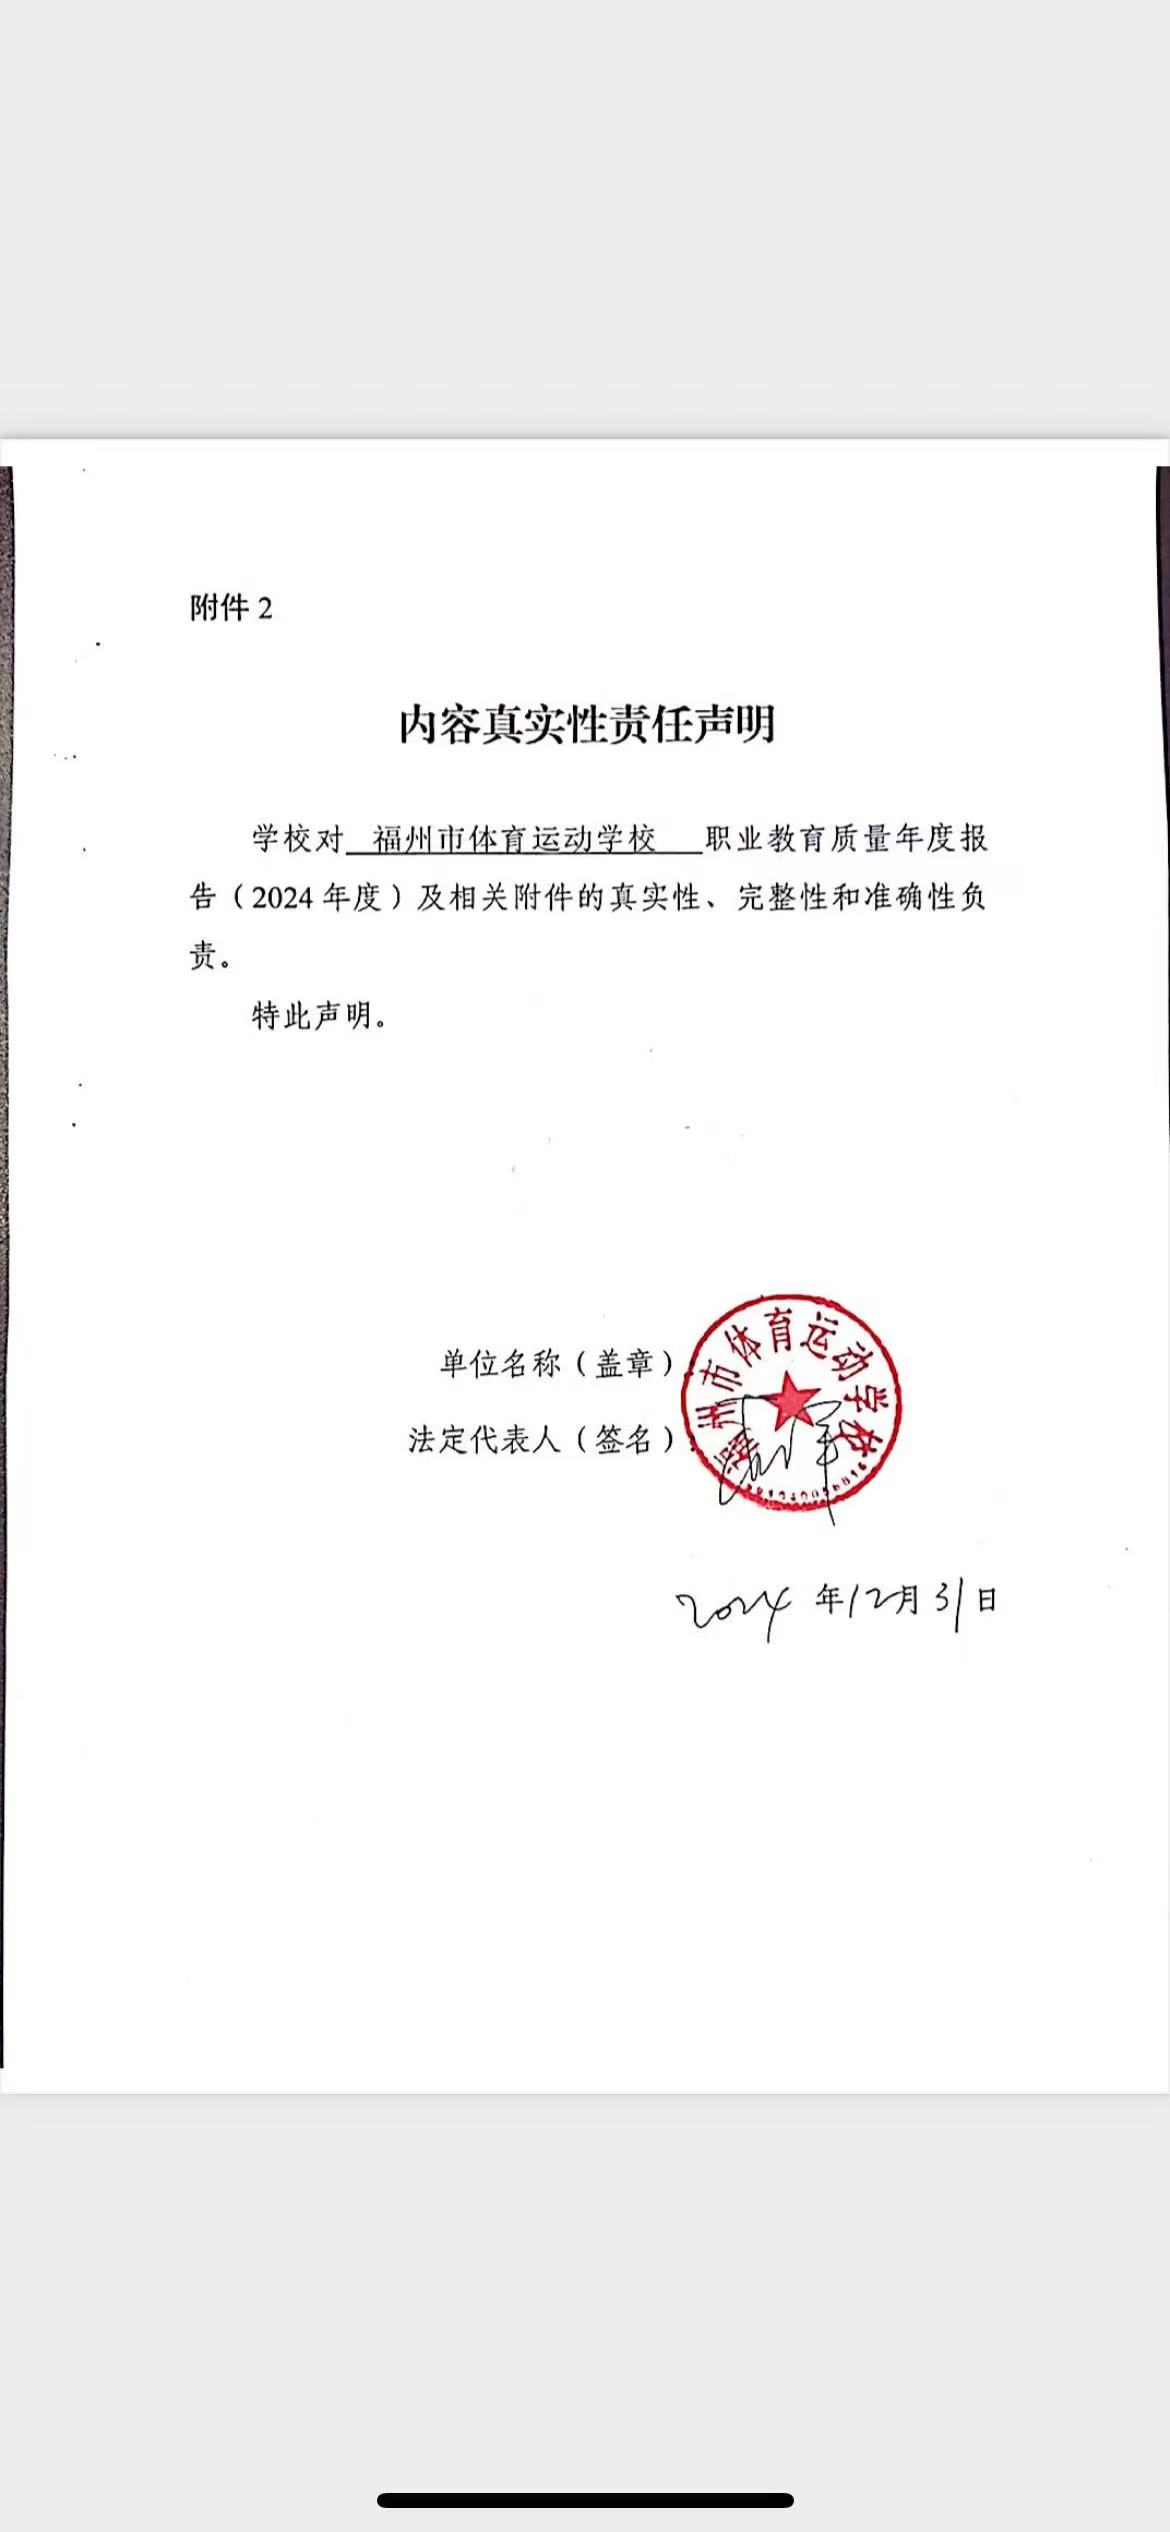 附件 2
内容真实性责任声明
学校对 福州市体育运动学校 职业教育质量年度报
告（2024 年度）及相关附件的真实性、完整性和准确性负
责。
特此声明。
单位名称（盖章）：
福州市体育运动学校
法定代表人（签名）：
2024 年12月31日